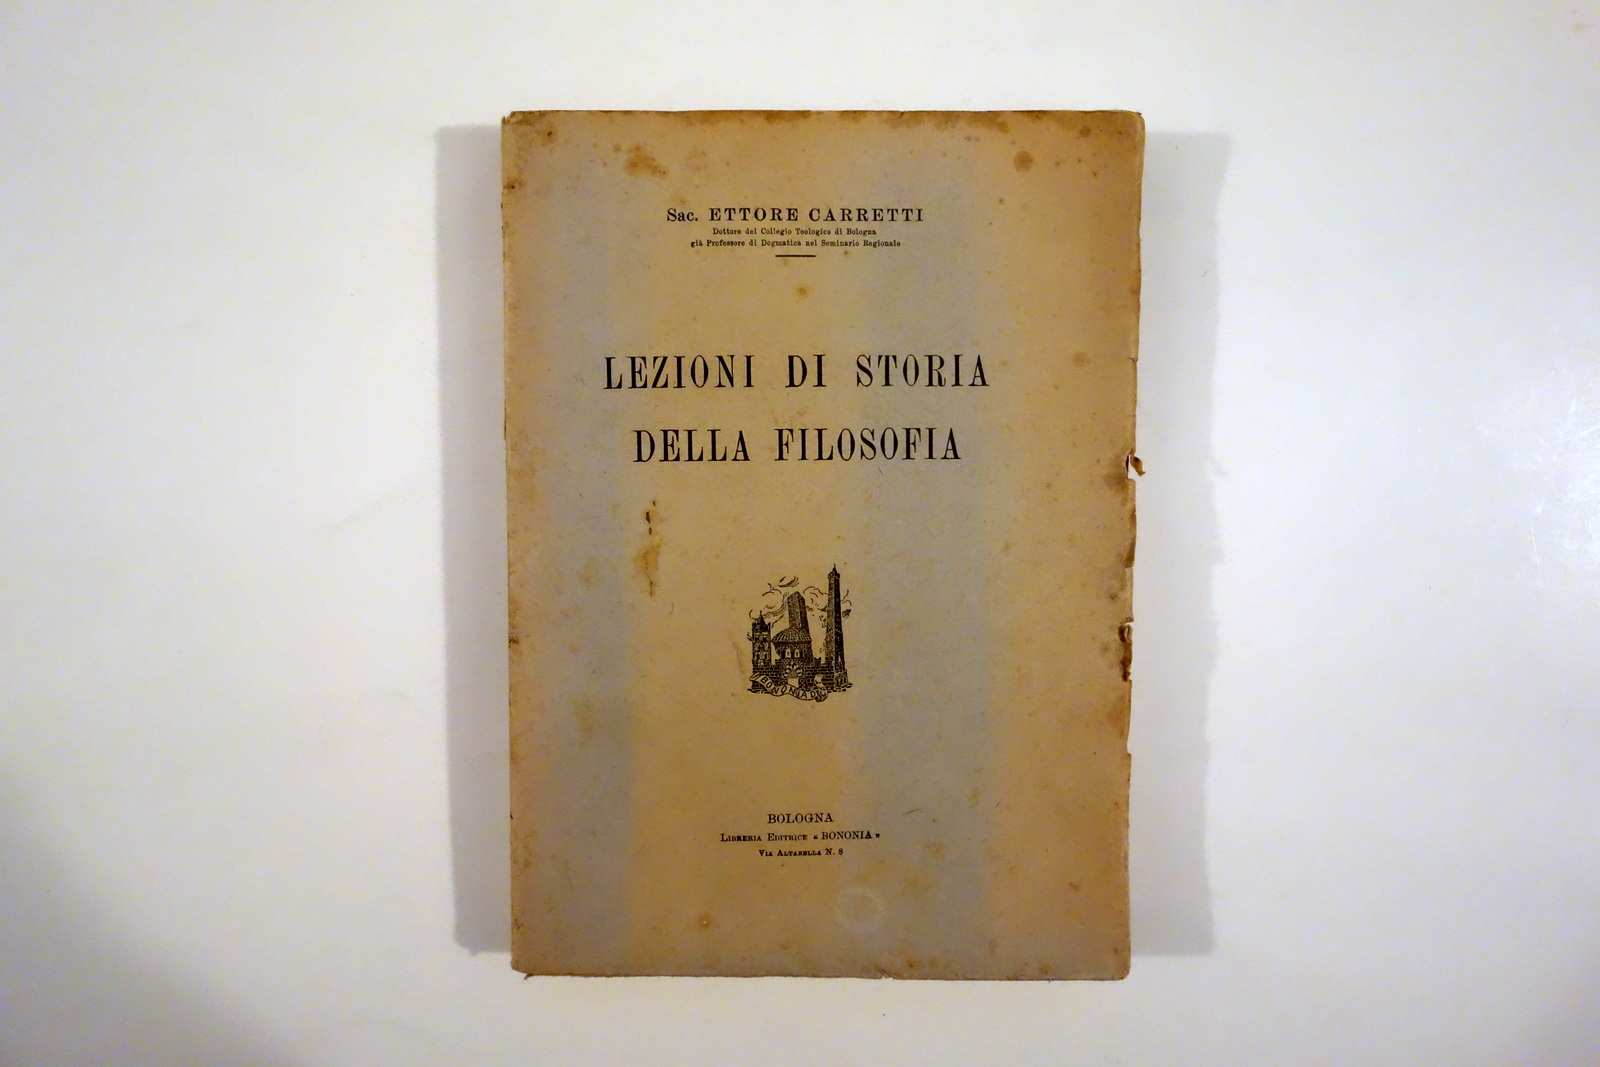 Sac. ETTORE CARRETTI
Dottore del Collegio Teologico di Bologna
già Professore di Dogmatica nel Seminario Regionale
LEZIONI DI STORIA
DELLA FILOSOFIA
BOLOGNA
LIBRERIA EDITRICE « BONONIA »
VIA ALTABELLA N. 8